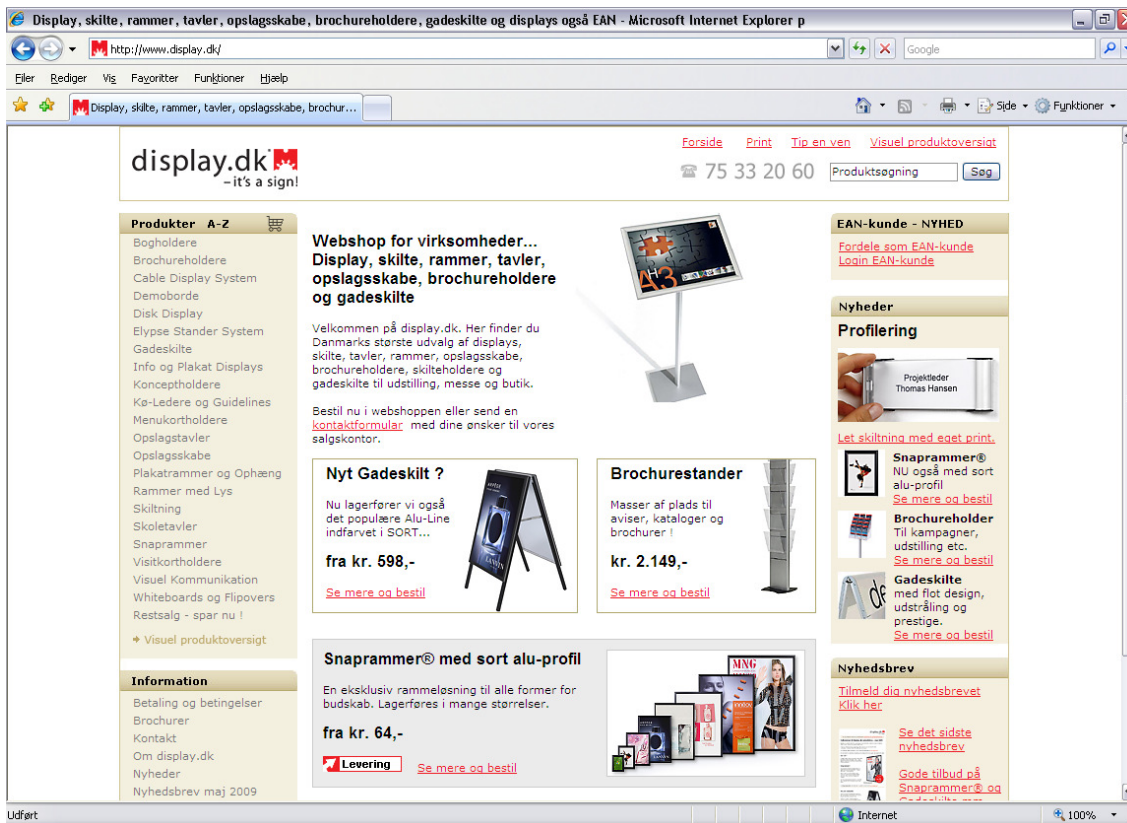 Display, skilte, rammer, tavler, opslagsskabe, brochureholdere, gadeskilte og displays også EAN - Microsoft Internet Explorer p
http://www.display.dk/
Google
Filer Rediger Vis Favoritter Funktioner Hjælp
Display, skilte, rammer, tavler, opslagsskabe, brochur...
Side
Funktioner
display.dk
–it's a sign!
Forside Print Tip en ven Visuel produktoversigt
75 33 20 60
Produktsøgning
Søg
Produkter A-Z
Bogholdere
Brochureholdere
Cable Display System
Demoborde
Disk Display
Elypse Stander System
Gadeskilte
Info og Plakat Displays
Konceptholdere
Kø-Ledere og Guidelines
Menukortholdere
Opslagstavler
Opslagsskabe
Plakatrammer og Ophæng
Rammer med Lys
Skiltning
Skoletavler
Snaprammer
Visitkortholdere
Visuel Kommunikation
Whiteboards og Flipovers
Restsalg - spar nu !
Visuel produktoversigt
Information
Betaling og betingelser
Brochurer
Kontakt
Om display.dk
Nyheder
Nyhedsbrev maj 2009
Webshop for virksomheder...
Display, skilte, rammer, tavler,
opslagsskabe, brochureholdere
og gadeskilte
Velkommen på display.dk. Her finder du
Danmarks største udvalg af displays,
skilte, tavler, rammer, opslagsskabe,
brochureholdere, skilteholdere og
gadeskilte til udstilling, messe og butik.
Bestil nu i webshoppen eller send en
kontaktformular med dine ønsker til vores
salgskontor.
A3
Nyt Gadeskilt ?
Nu lagerfører vi også
det populære Alu-Line
indfarvet i SORT...
fra kr. 598,-
Se mere og bestil
Brochurestander
Masser af plads til
aviser, kataloger og
brochurer !
kr. 2.149,-
Se mere og bestil
Snaprammer® med sort alu-profil
En eksklusiv rammeløsning til alle former for
budskab. Lagerføres i mange størrelser.
fra kr. 64,-
Levering
Se mere og bestil
MNG
EAN-kunde - NYHED
Fordele som EAN-kunde
Login EAN-kunde
Nyheder
Profilering
Projektleder
Thomas Hansen
Let skiltning med eget print.
Snaprammer®
NU også med sort
alu-profil
Se mere og bestil
Brochureholder
Til kampagner,
udstilling etc.
Se mere og bestil
Gadeskilte
med flot design,
udstråling og
prestige.
Se mere og bestil
Nyhedsbrev
Tilmeld dig nyhedsbrevet
Klik her
Se det sidste
nyhedsbrev
Gode tilbud på
Snaprammer® og
Udført
Internet
100%